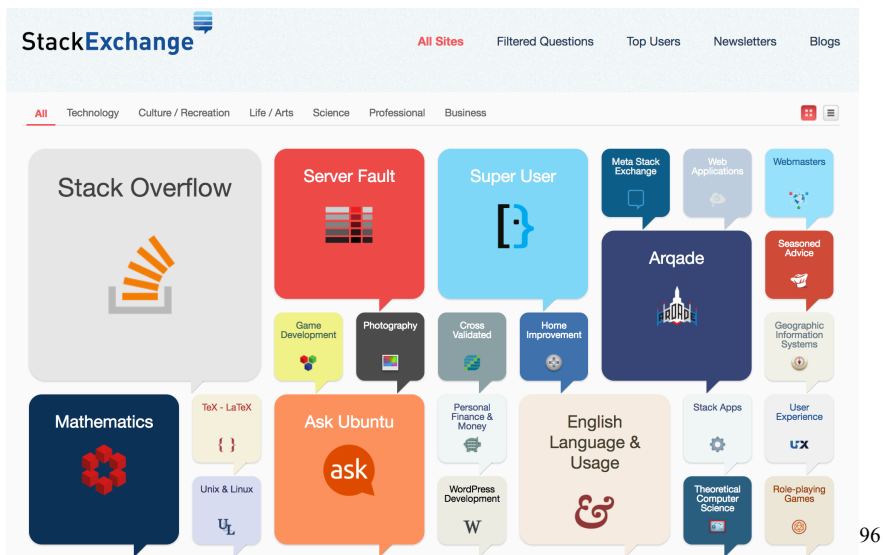 StackExchange
All Sites
Filtered Questions
Top Users
Newsletters
Blogs
All
Technology
Culture / Recreation
Life / Arts
Science
Professional
Business
Stack Overflow
Server Fault
Super User
Meta Stack
Exchange
Web
Applications
Webmasters
Arqade
ARQADE
Seasoned
Advice
Game
Development
Photography
Cross
Validated
Home
Improvement
Geographic
Information
Systems
Mathematics
TeX - LaTeX
{ }
Ask Ubuntu
ask
Personal
Finance &
Money
English
Language &
Usage
&
Stack Apps
User
Experience
UX
Unix & Linux
UL
WordPress
Development
W
Theoretical
Computer
Science
Role-playing
Games
96